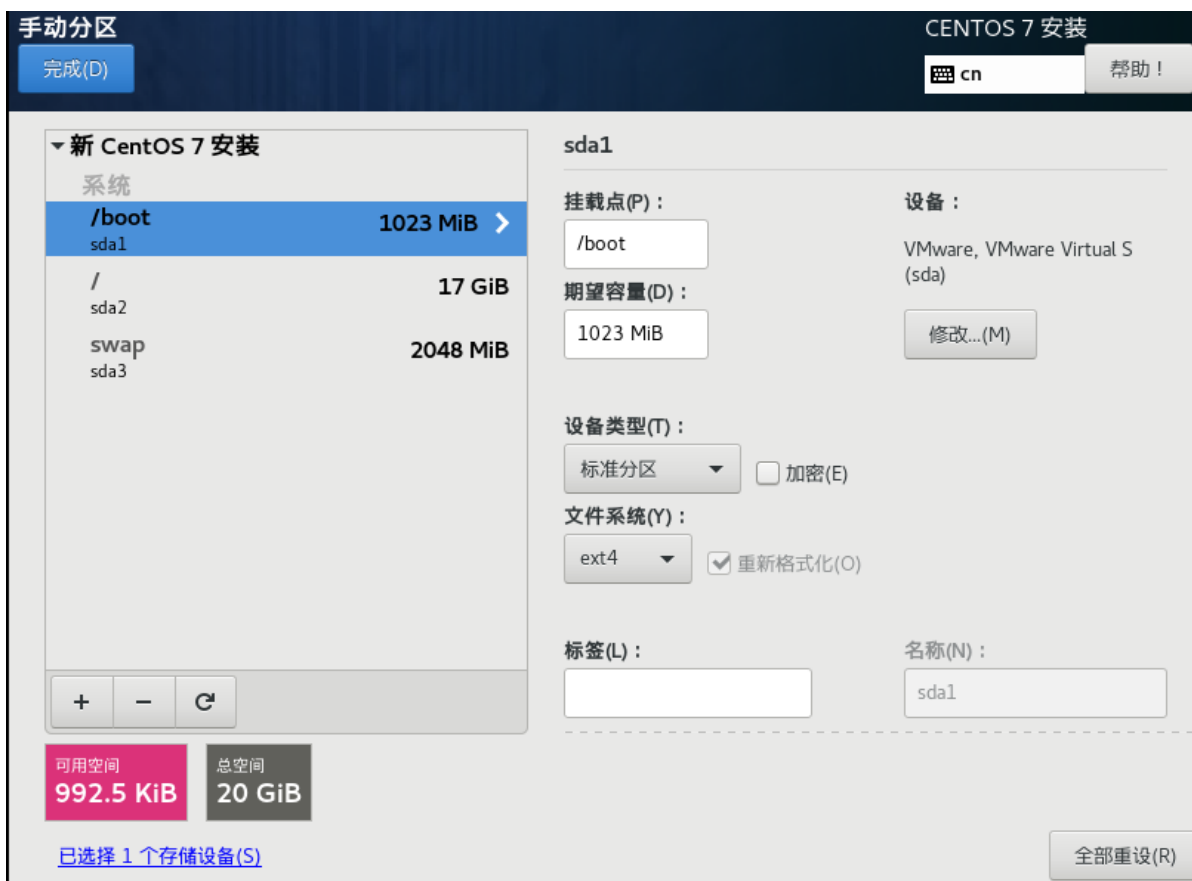 手动分区
CENTOS 7 安装
完成(D)
cn
帮助！
新 CentOS 7 安装
系统
/boot
1023 MiB
sda1
/
17 GiB
sda2
swap
2048 MiB
sda3
+ −
可用空间
992.5 KiB
总空间
20 GiB
已选择 1 个存储设备(S)
sda1
挂载点(P)：
/boot
期望容量(D)：
1023 MiB
设备：
VMware, VMware Virtual S
(sda)
修改...(M)
设备类型(T)：
标准分区
加密(E)
文件系统(Y)：
ext4
重新格式化(O)
标签(L)：
名称(N)：
sda1
全部重设(R)